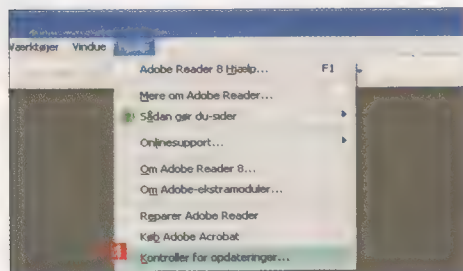 Værktøjer Vindue
Adobe Reader 8 Hjælp... F1
Mere om Adobe Reader...
Sådan gør du-sider
Onlinesupport...
Om Adobe Reader 8...
Om Adobe-ekstramoduler...
Reparer Adobe Reader
Køb Adobe Acrobat
Kontroller for opdateringer...